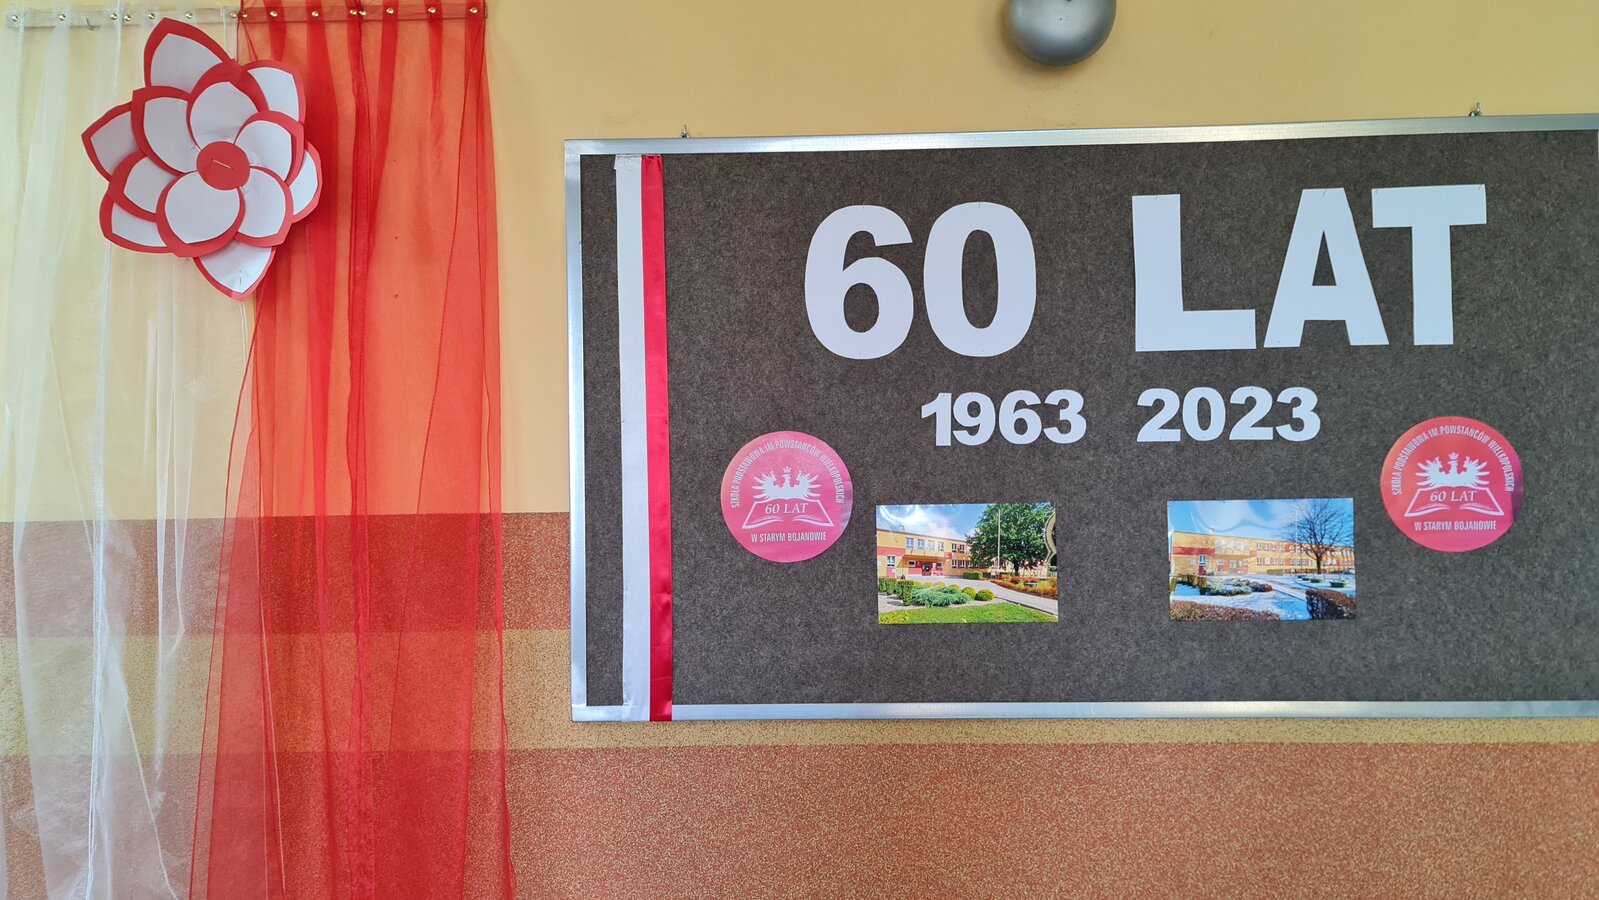 60 LAT
1963 2023
SZKOŁA PODSTAWOWA IM. POWSTAŃCÓW WIELKOPOLSKICH
60 LAT
W STARYM BOJANOWIE
SZKOŁA PODSTAWOWA IM. POWSTAŃCÓW WIELKOPOLSKICH
60 LAT
W STARYM BOJANOWIE